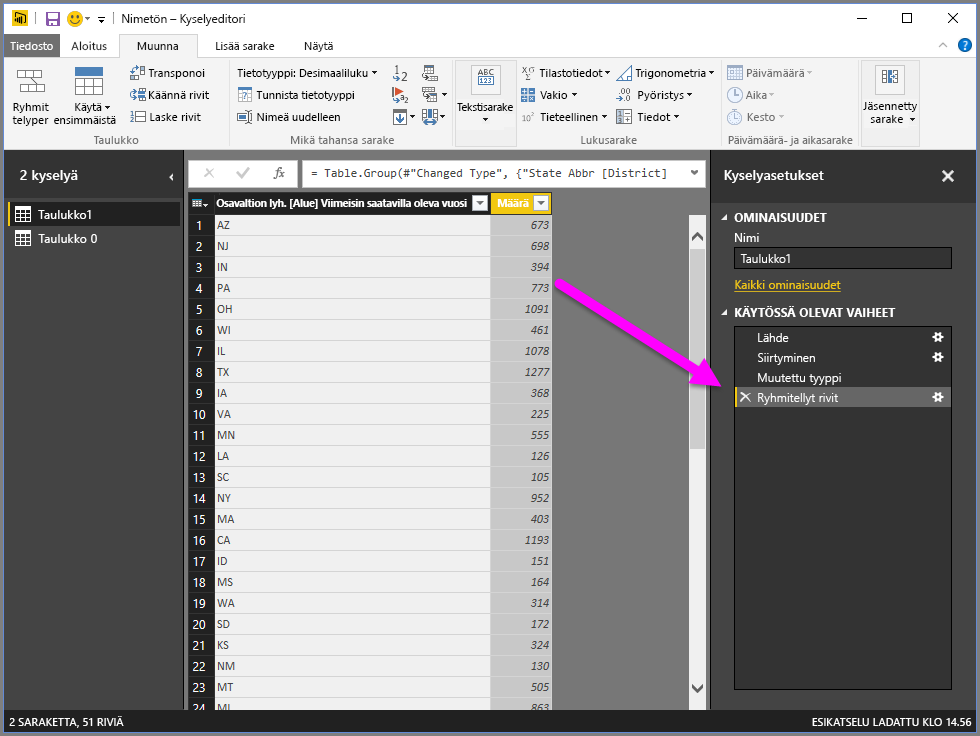 Nimetön – Kyselyeditori
Tiedosto Aloitus Muunna Lisää sarake Näytä
Ryhmit
telyper
Käytä
ensimmäistä
Transponoi
Käännä rivit
Laske rivit
Taulukko
Tietotyyppi: Desimaaliluku
Tunnista tietotyyppi
Nimeä uudelleen
Mikä tahansa sarake
ABC
123
Tekstisarake
Tilastotiedot
Vakio
Tieteellinen
Trigonometria
Pyöristys
Tiedot
Lukusarake
Päivämäärä
Aika
Kesto
Päivämäärä- ja aikasarake
Jäsennetty
sarake
2 kyselyä
Taulukko1
Taulukko 0
fx = Table.Group(#"Changed Type", {"State Abbr [District]
Osavaltion lyh. [Alue] Viimeisin saatavilla oleva vuosi Määrä
1 AZ 673
2 NJ 698
3 IN 394
4 PA 773
5 OH 1091
6 WI 461
7 IL 1078
8 TX 1277
9 IA 368
10 VA 225
11 MN 555
12 LA 126
13 SC 105
14 NY 952
15 MA 403
16 CA 1193
17 ID 151
18 MS 164
19 WA 314
20 SD 172
21 KS 324
22 NM 130
23 MT 505
24 MI 863
Kyselyasetukset
OMINAISUUDET
Nimi
Taulukko1
Kaikki ominaisuudet
KÄYTÖSSÄ OLEVAT VAIHEET
Lähde
Siirtyminen
Muutettu tyyppi
Ryhmitellyt rivit
2 SARAKETTA, 51 RIVIÄ
ESIKATSELU LADATTU KLO 14.56